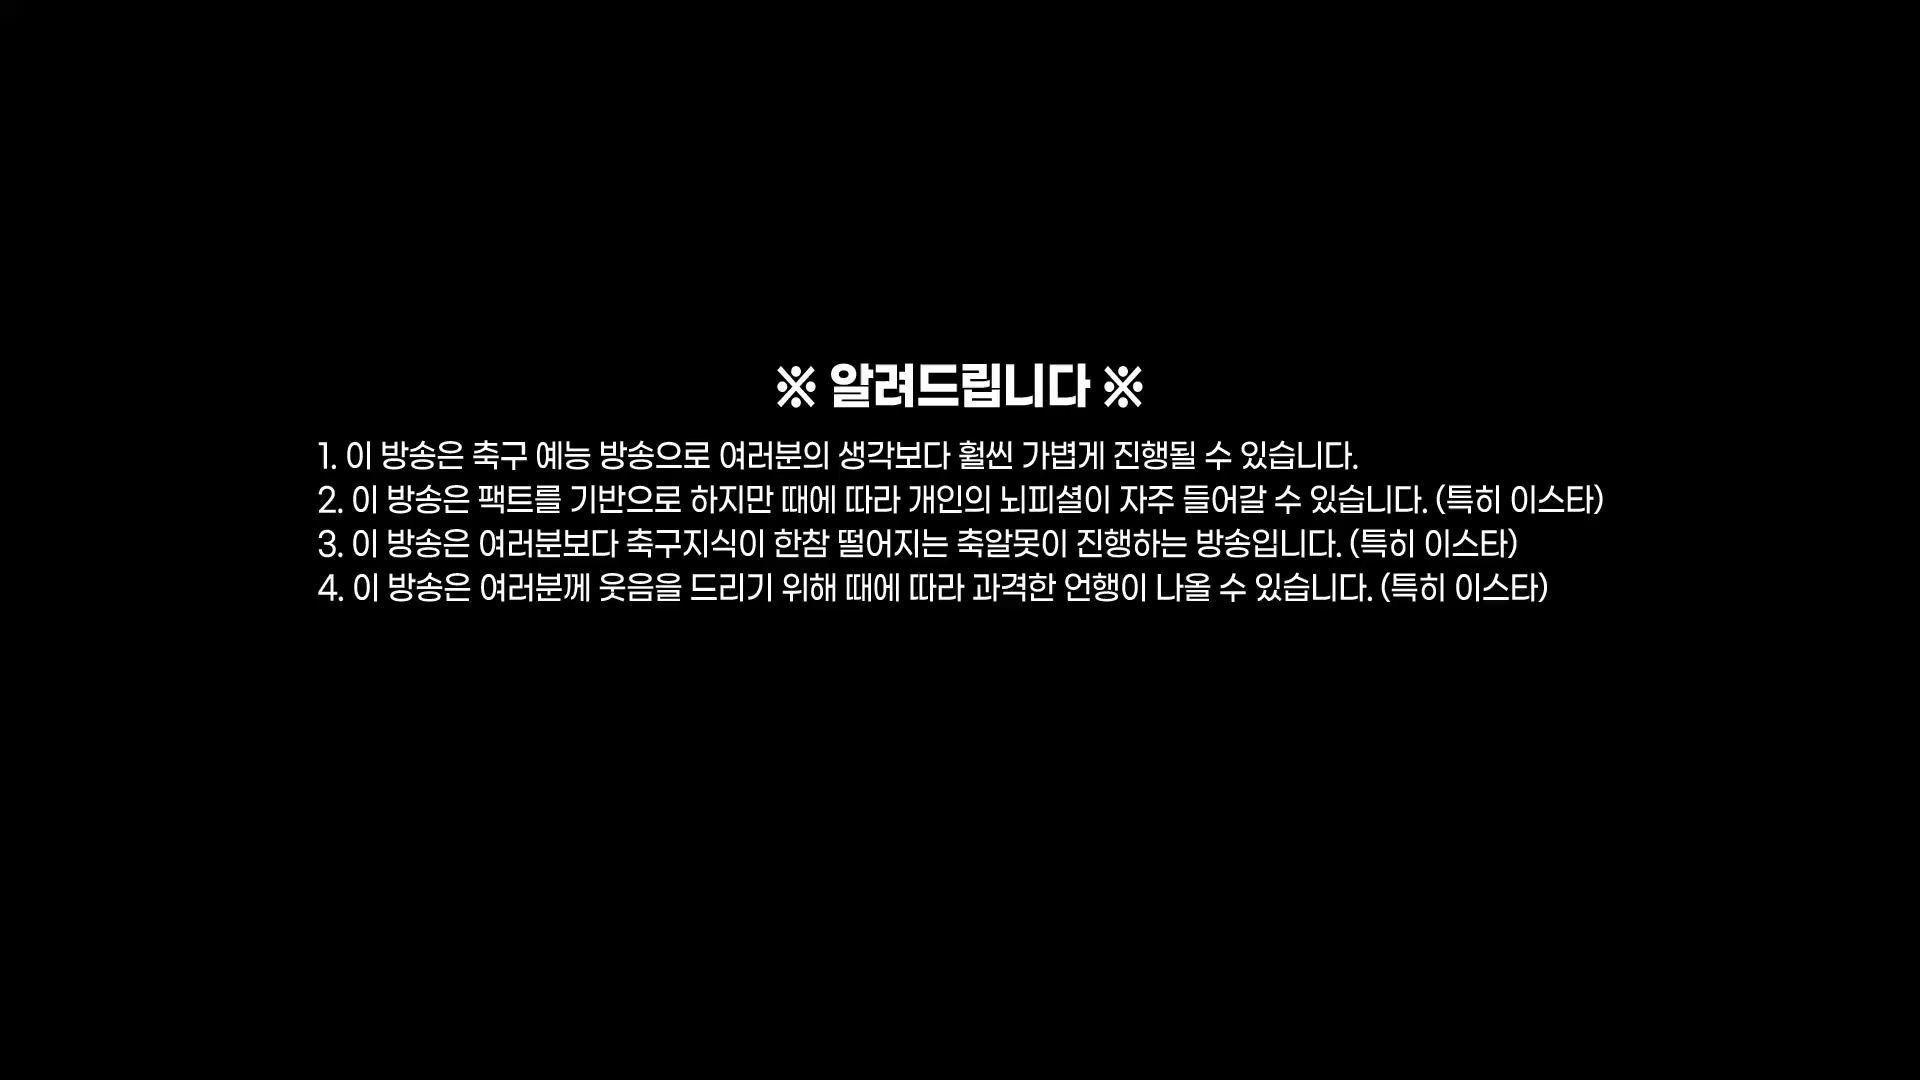 ※ 알려드립니다 ※
1. 이 방송은 축구 예능 방송으로 여러분의 생각보다 훨씬 가볍게 진행될 수 있습니다.
2. 이 방송은 팩트를 기반으로 하지만 때에 따라 개인의 뇌피셜이 자주 들어갈 수 있습니다. (특히 이스타)
3. 이 방송은 여러분보다 축구지식이 한참 떨어지는 축알못이 진행하는 방송입니다. (특히 이스타)
4. 이 방송은 여러분께 웃음을 드리기 위해 때에 따라 과격한 언행이 나올 수 있습니다. (특히 이스타)